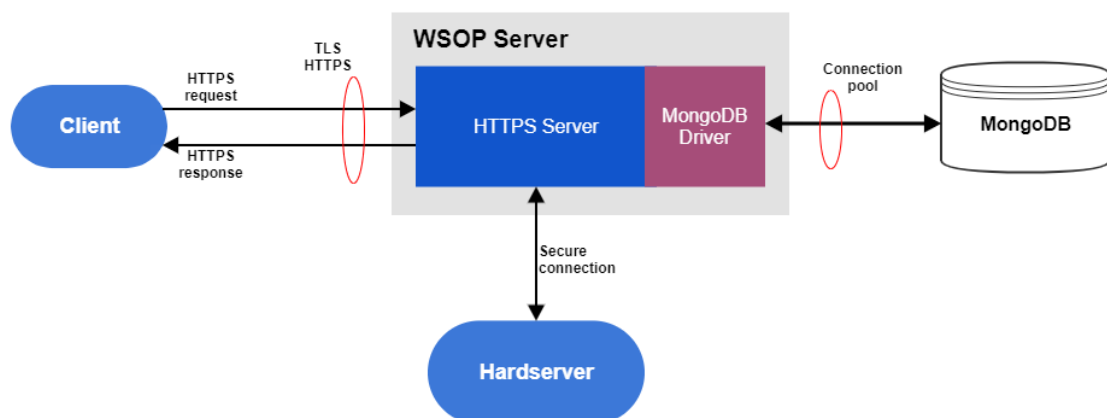 WSOP Server
TLS
HTTPS
HTTPS
request
Client
HTTPS
response
HTTPS Server
MongoDB
Driver
Connection
pool
MongoDB
Secure
connection
Hardserver